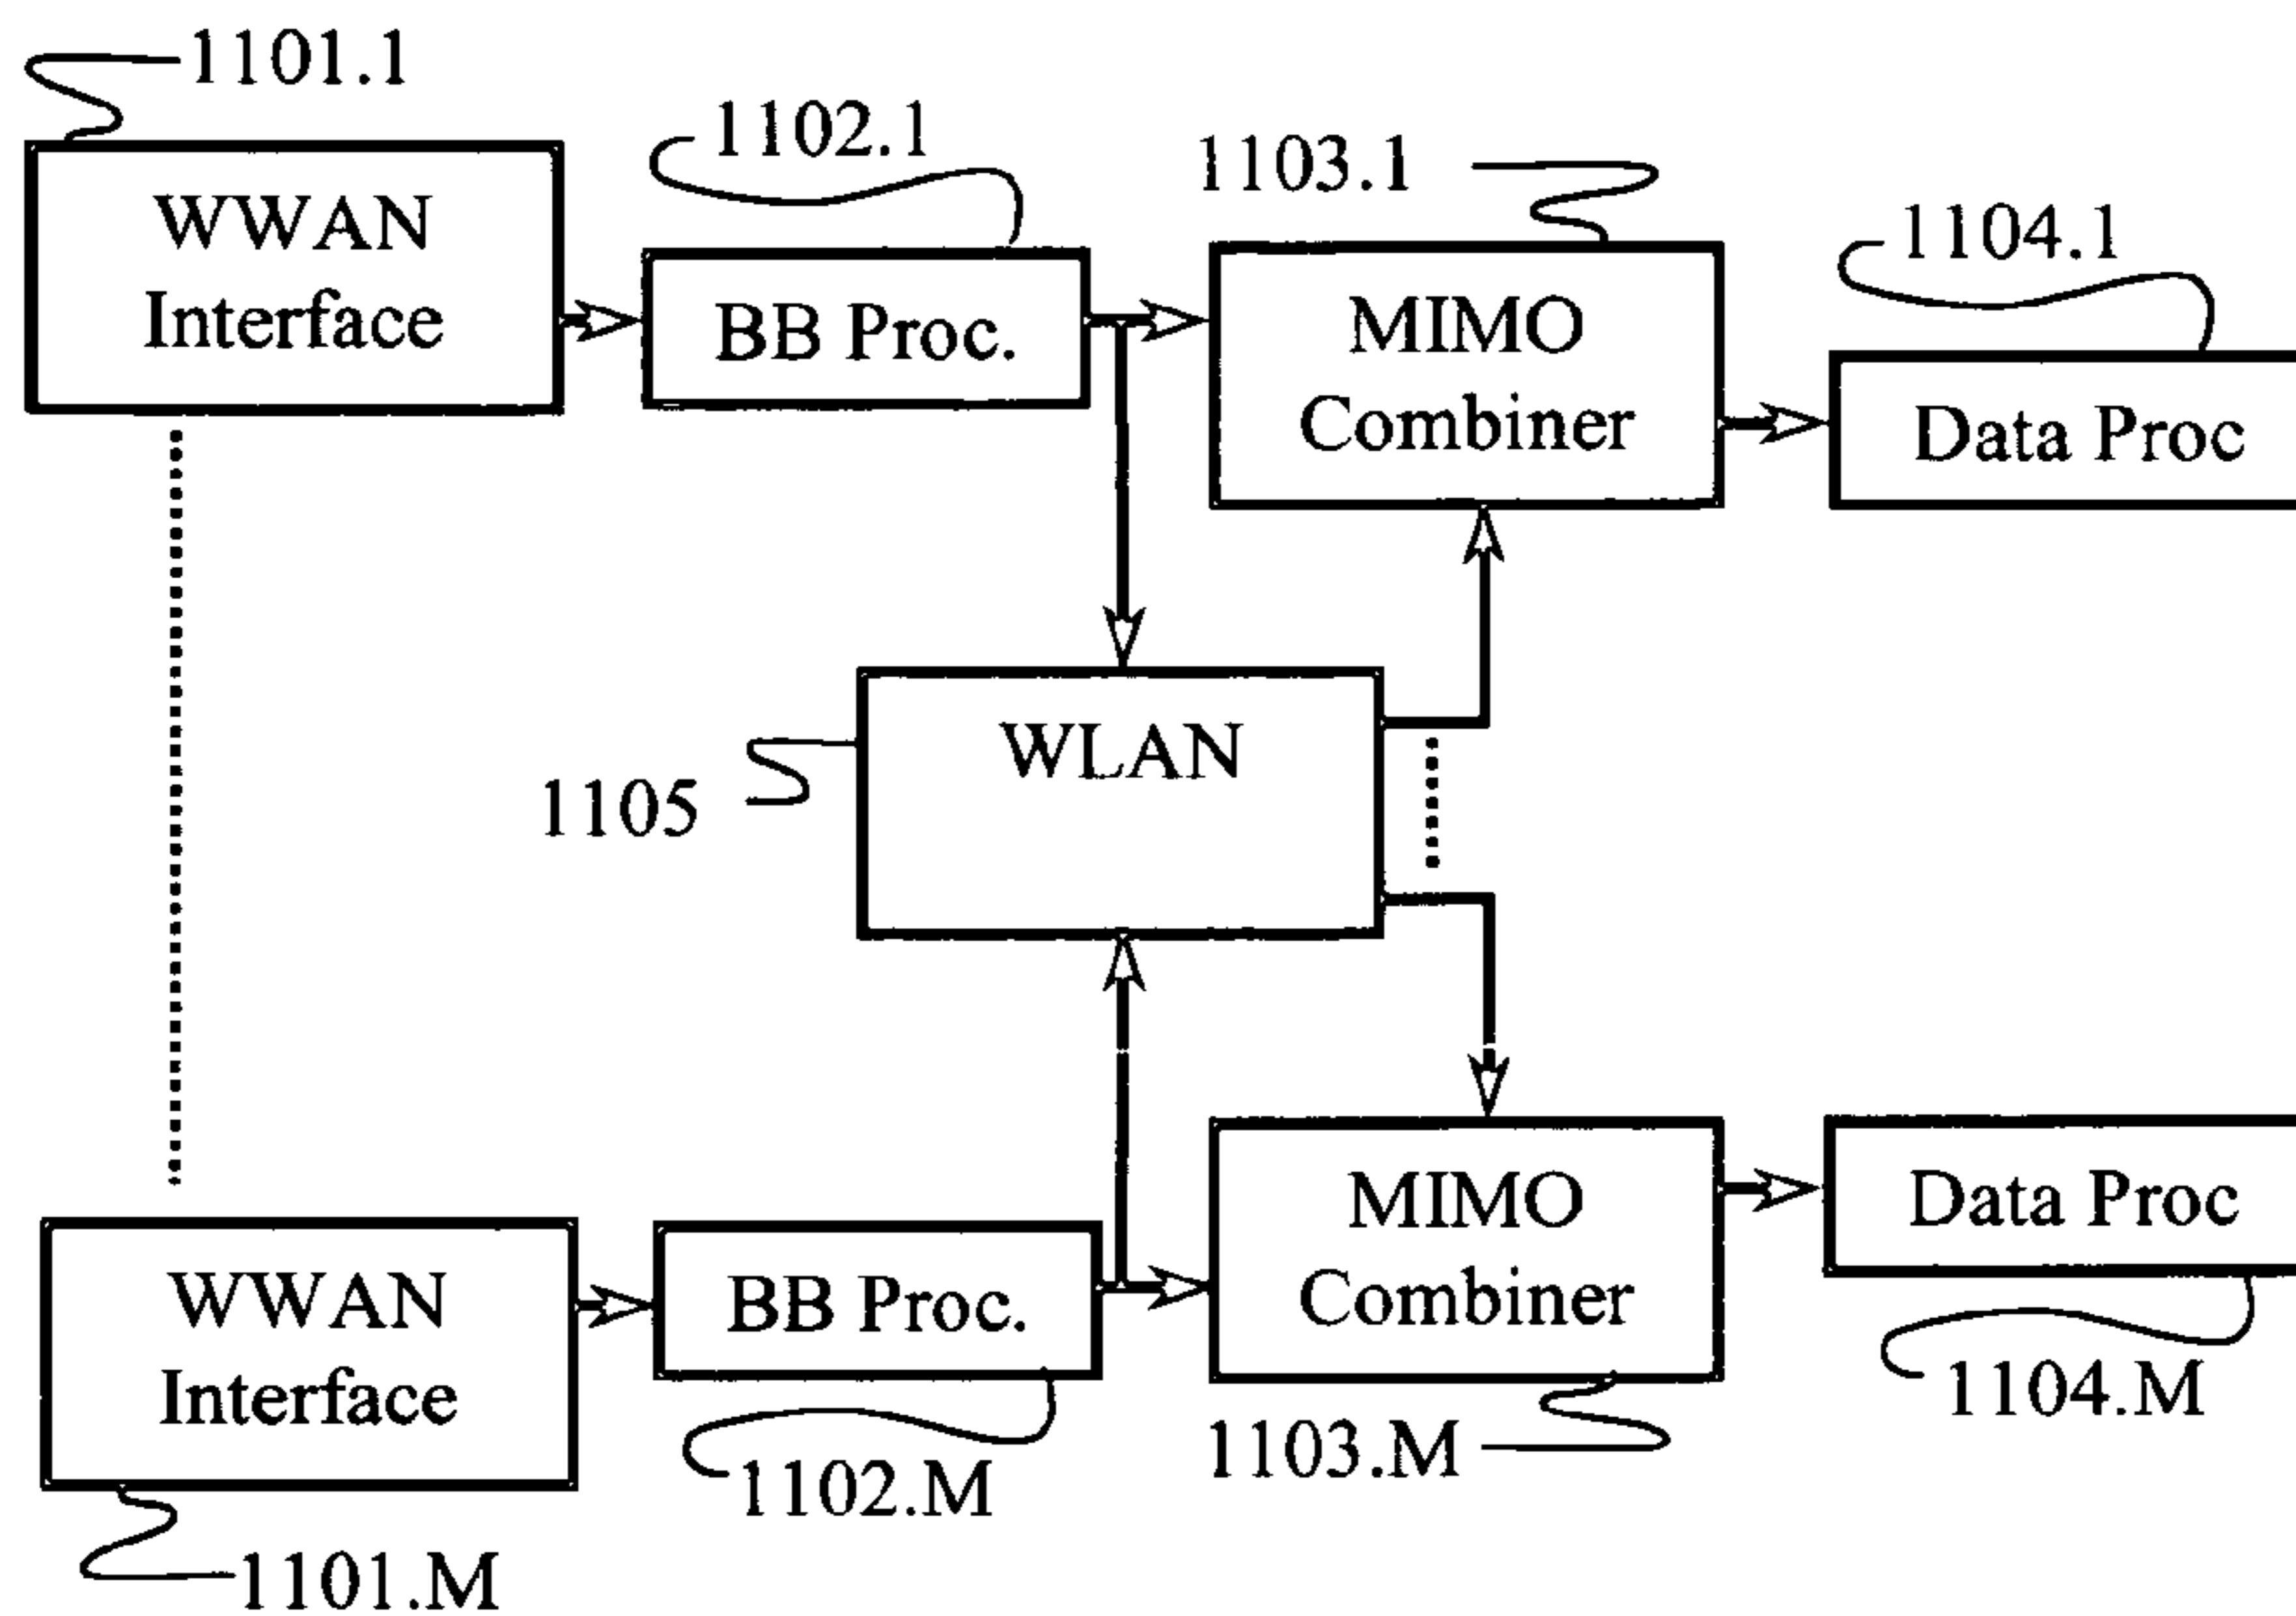 1101.1
1102.1
1103.1
1104.1
WWAN
Interface
BB Proc.
MIMO
Combiner
Data Proc
WLAN
1105
WWAN
Interface
BB Proc.
MIMO
Combiner
Data Proc
1101.M
1102.M
1103.M
1104.M